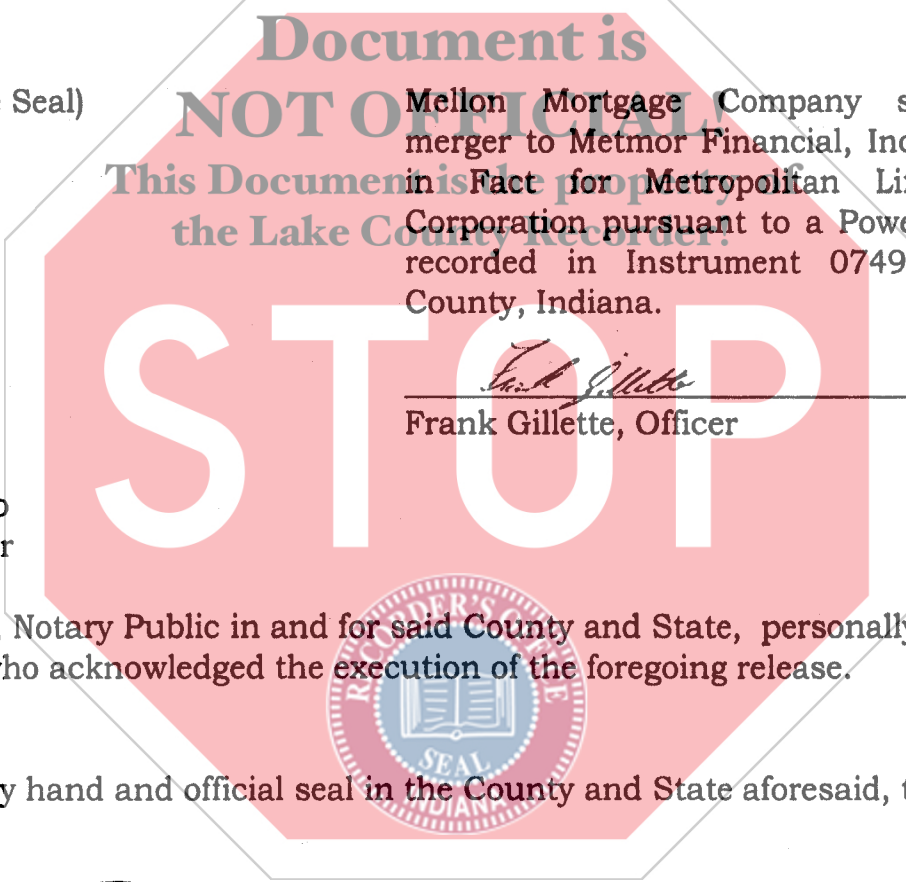 Document is
NOT OFFICIAL!
This Document is the property of
the Lake County Recorder!
Seal)
Mellon Mortgage Company s
merger to Metmor Financial, Inc
in Fact for Metropolitan Li
Corporation pursuant to a Powe
recorded in Instrument 0749
County, Indiana.
Frank Gillette
Frank Gillette, Officer
STOP
r
Notary Public in and for said County and State, personally
who acknowledged the execution of the foregoing release.
RECORDER'S OFFICE
SEAL
INDIANA
y hand and official seal in the County and State aforesaid, t